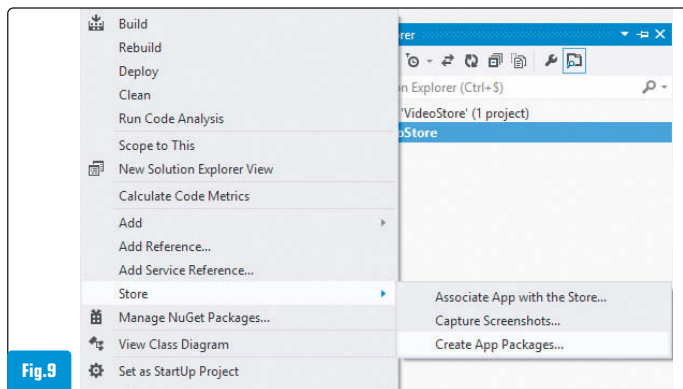 Build
Rebuild
Deploy
Clean
Run Code Analysis
Scope to This
New Solution Explorer View
Calculate Code Metrics
Add
Add Reference...
Add Service Reference...
Store
Manage NuGet Packages...
View Class Diagram
Set as StartUp Project
rer
n Explorer (Ctrl+$)
'VideoStore' (1 project)
oStore
Associate App with the Store...
Capture Screenshots...
Create App Packages...
Fig.9